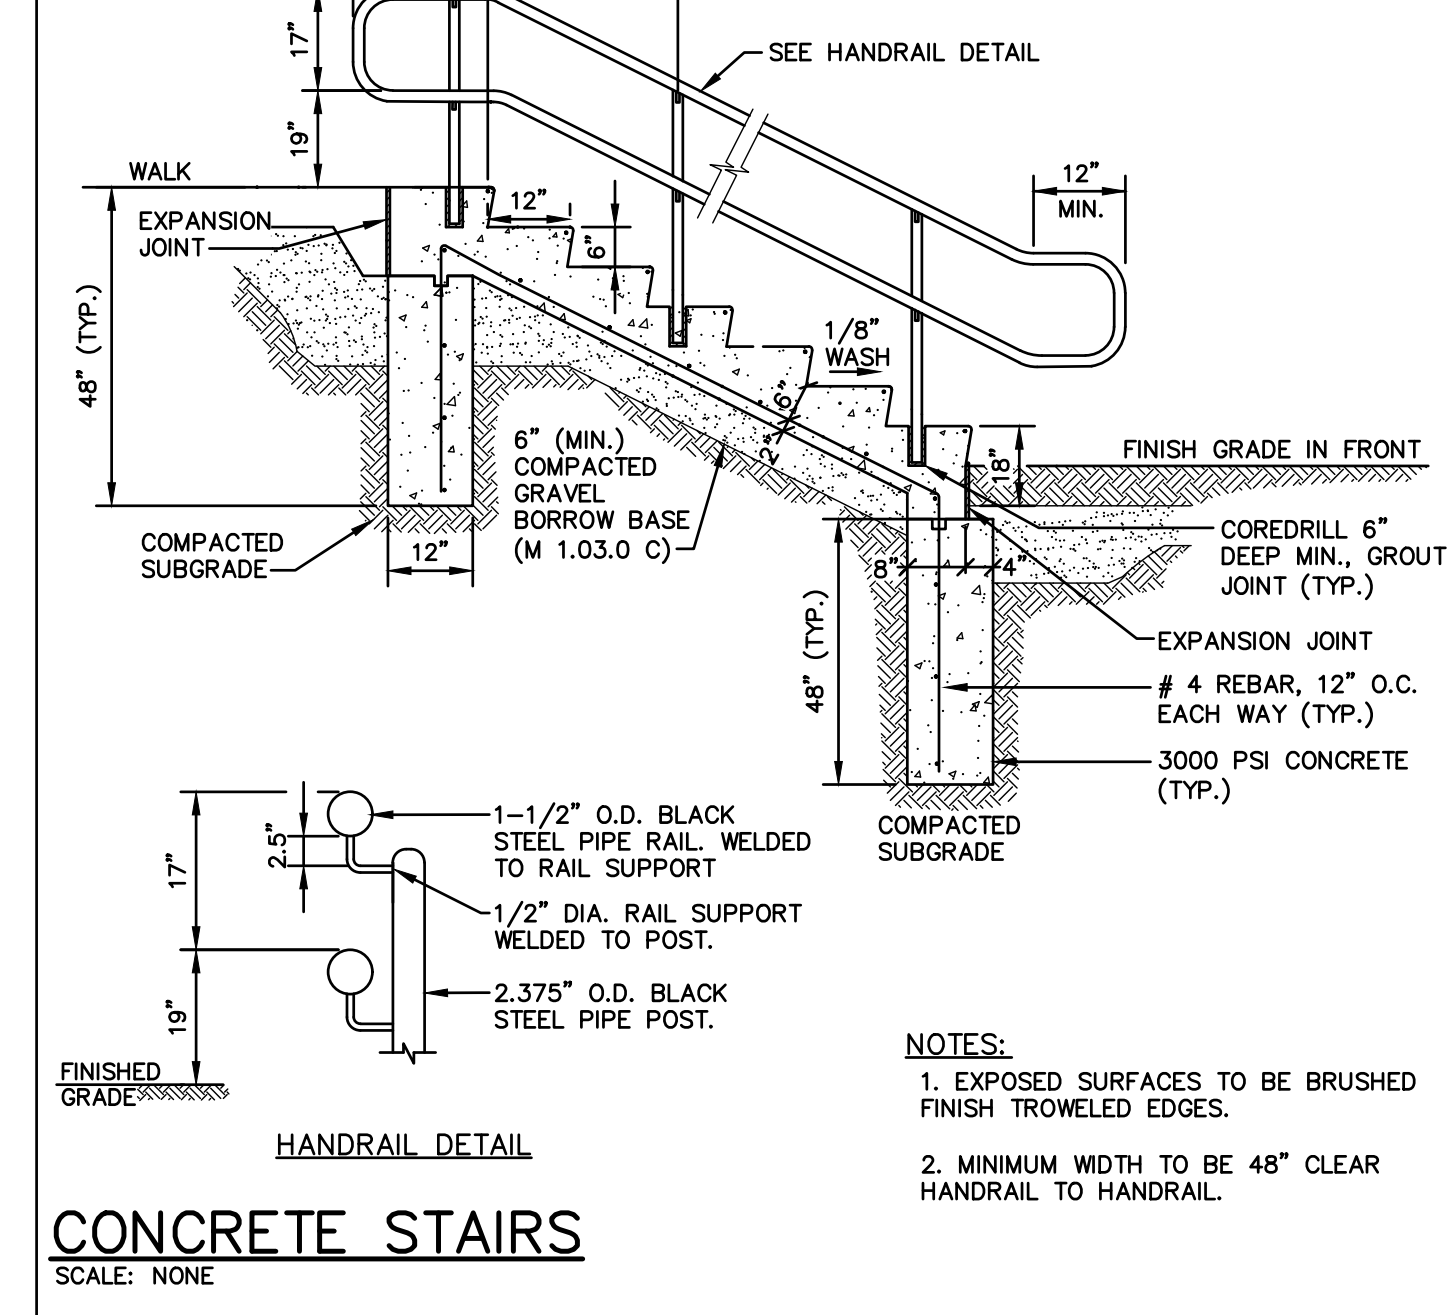 17"
SEE HANDRAIL DETAIL
19"
WALK
12"
MIN.
12"
EXPANSION
JOINT
6"
48" (TYP.)
1/8"
WASH
6"
2"
6" (MIN.)
COMPACTED
GRAVEL
BORROW BASE
(M 1.03.0 C)
FINISH GRADE IN FRONT
18"
COMPACTED
SUBGRADE
12"
COREDRILL 6"
DEEP MIN., GROUT
JOINT (TYP.)
8"
4"
48" (TYP.)
EXPANSION JOINT
# 4 REBAR, 12" O.C.
EACH WAY (TYP.)
3000 PSI CONCRETE
(TYP.)
COMPACTED
SUBGRADE
17"
2.5"
1-1/2" O.D. BLACK
STEEL PIPE RAIL. WELDED
TO RAIL SUPPORT
1/2" DIA. RAIL SUPPORT
WELDED TO POST.
19"
2.375" O.D. BLACK
STEEL PIPE POST.
FINISHED
GRADE
HANDRAIL DETAIL
NOTES:
1. EXPOSED SURFACES TO BE BRUSHED
FINISH TROWELED EDGES.
2. MINIMUM WIDTH TO BE 48" CLEAR
HANDRAIL TO HANDRAIL.
CONCRETE STAIRS
SCALE: NONE